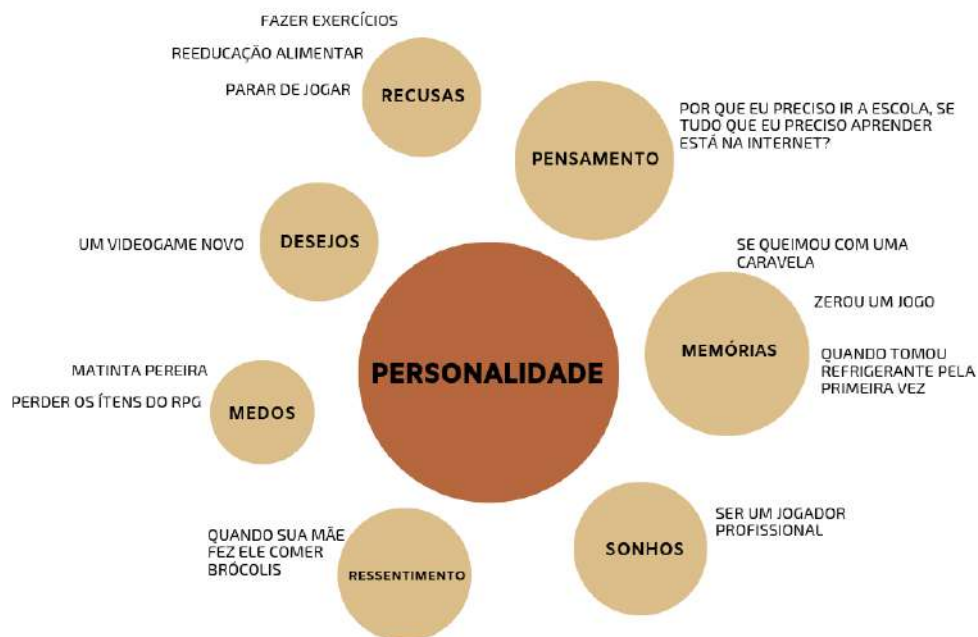 FAZER EXERCÍCIOS
REEDUCAÇÃO ALIMENTAR
PARAR DE JOGAR
RECUSAS
PENSAMENTO
POR QUE EU PRECISO IR A ESCOLA, SE
TUDO QUE EU PRECISO APRENDER
ESTÁ NA INTERNET?
UM VIDEOGAME NOVO
DESEJOS
SE QUEIMOU COM UMA
CARAVELA
ZEROU UM JOGO
MEMÓRIAS
QUANDO TOMOU
REFRIGERANTE PELA
PRIMEIRA VEZ
PERSONALIDADE
MATINTA PEREIRA
PERDER OS ÍTENS DO RPG
MEDOS
SER UM JOGADOR
PROFISSIONAL
SONHOS
QUANDO SUA MÃE
FEZ ELE COMER
BRÓCOLIS
RESSENTIMENTO